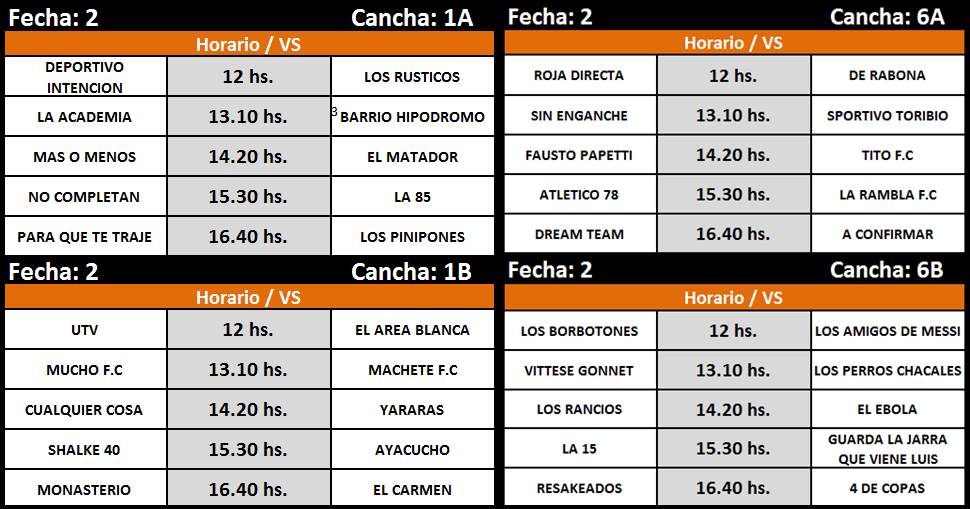 Fecha: 2 Cancha: 1A
Horario / VS
DEPORTIVO
INTENCION 12 hs. LOS RUSTICOS
LA ACADEMIA 13.10 hs. 3 BARRIO HIPODROMO
MAS O MENOS 14.20 hs. EL MATADOR
NO COMPLETAN 15.30 hs. LA 85
PARA QUE TE TRAJE 16.40 hs. LOS PINIPONES
Fecha: 2 Cancha: 6A
Horario / VS
ROJA DIRECTA 12 hs. DE RABONA
SIN ENGANCHE 13.10 hs. SPORTIVO TORIBIO
FAUSTO PAPETTI 14.20 hs. TITO F.C
ATLETICO 78 15.30 hs. LA RAMBLA F.C
DREAM TEAM 16.40 hs. A CONFIRMAR
Fecha: 2 Cancha: 1B
Horario / VS
UTV 12 hs. EL AREA BLANCA
MUCHO F.C 13.10 hs. MACHETE F.C
CUALQUIER COSA 14.20 hs. YARARAS
SHALKE 40 15.30 hs. AYACUCHO
MONASTERIO 16.40 hs. EL CARMEN
Fecha: 2 Cancha: 6B
Horario / VS
LOS BORBOTONES 12 hs. LOS AMIGOS DE MESSI
VITTESE GONNET 13.10 hs. LOS PERROS CHACALES
LOS RANCIOS 14.20 hs. EL EBOLA
LA 15 15.30 hs. GUARDA LA JARRA
QUE VIENE LUIS
RESAKEADOS 16.40 hs. 4 DE COPAS